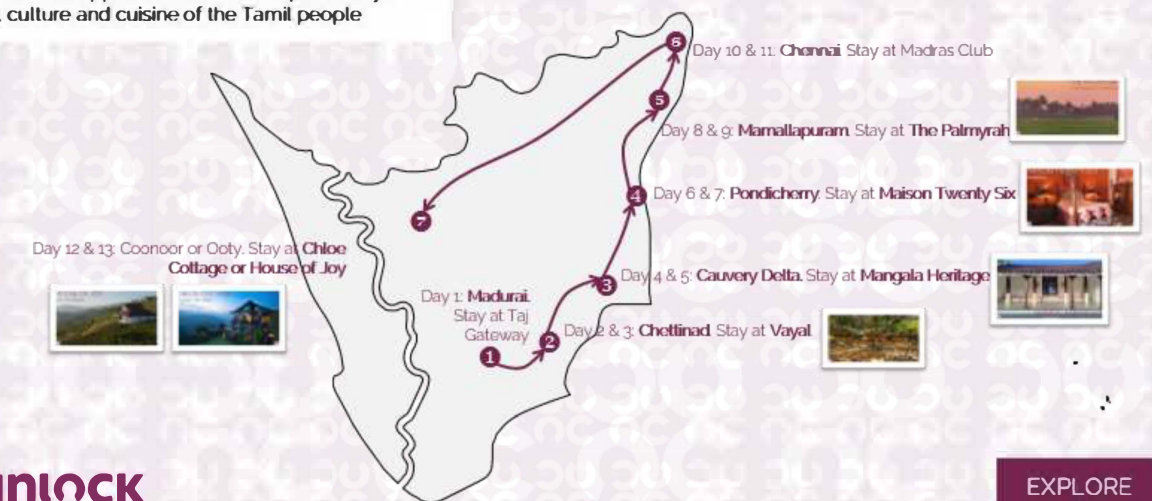 culture and cuisine of the Tamil people
6
Day 10 & 11: Chennai. Stay at Madras Club
5
Day 8 & 9: Mamallapuram. Stay at The Palmyrah
4
Day 6 & 7: Pondicherry. Stay at Maison Twenty Six
7
Day 12 & 13: Coonoor or Ooty. Stay at Chloe
Cottage or House of Joy
3
Day 4 & 5: Cauvery Delta. Stay at Mangala Heritage
Day 1: Madurai.
Stay at Taj
Gateway
1
2
Day 2 & 3: Chettinad. Stay at Vayal
unlock
EXPLORE